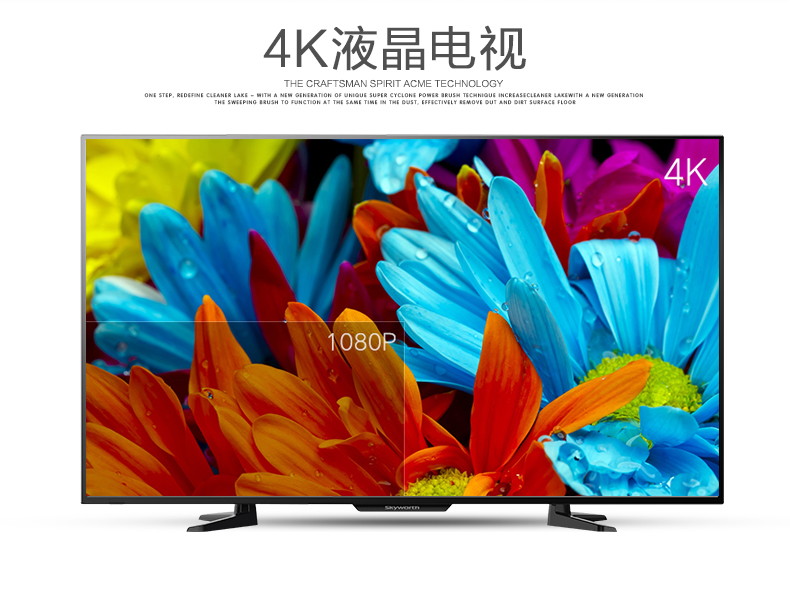 4K液晶电视
THE CRAFTSMAN SPIRIT ACME TECHNOLOGY
ONE STEP, REDEFINE CLEANER LAKE – WITH A NEW GENERATION OF UNIQUE SUPER CYCLONE POWER BRUSH TECHNIQUE INCREASECLEANER LAKEWITH A NEW GENERATION
THE SWEEPING BRUSH TO FUNCTION AT THE SAME TIME IN THE DUST, EFFECTIVELY REMOVE DUT AND DIRT SURFACE FLOOR
4K
1080P
Skyworth